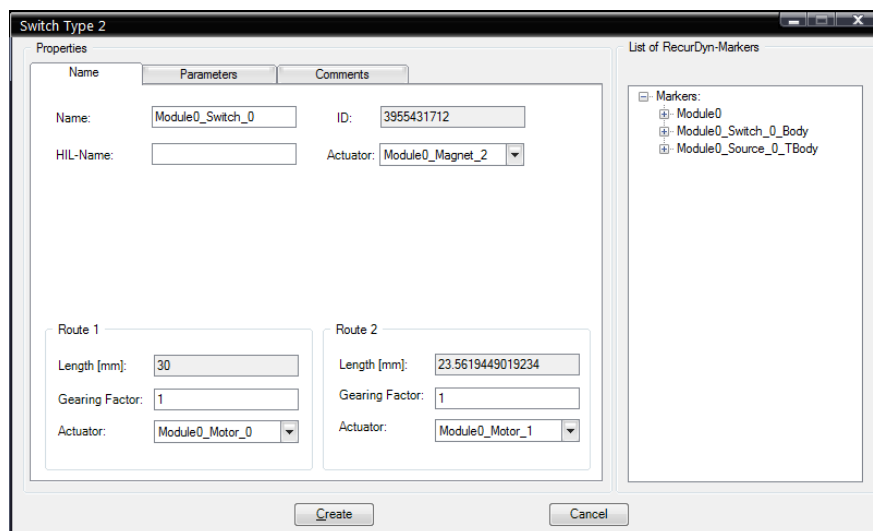 Switch Type 2
Properties
Name Parameters Comments
Name: Module0_Switch_0 ID: 3955431712
HIL-Name: Actuator: Module0_Magnet_2
Route 1
Length [mm]: 30
Gearing Factor: 1
Actuator: Module0_Motor_0
Route 2
Length [mm]: 23.5619449019234
Gearing Factor: 1
Actuator: Module0_Motor_1
List of RecurDyn-Markers
Markers:
Module0
Module0_Switch_0_Body
Module0_Source_0_TBody
Create Cancel